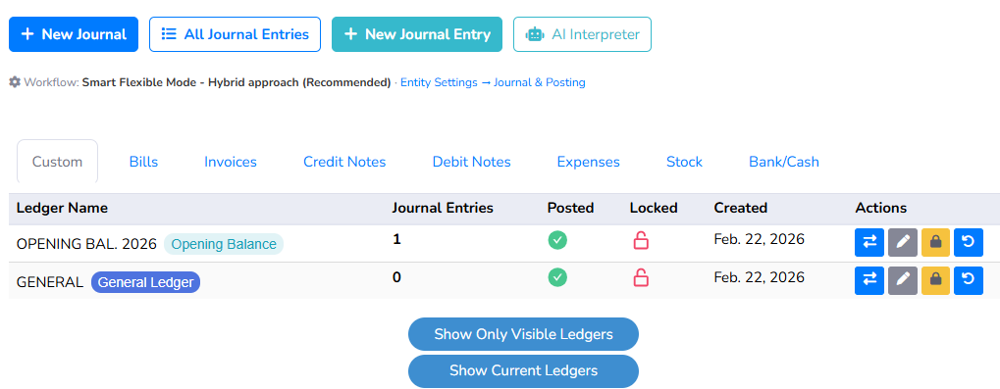 + New Journal All Journal Entries + New Journal Entry AI Interpreter
Workflow: Smart Flexible Mode - Hybrid approach (Recommended) · Entity Settings → Journal & Posting
Custom Bills Invoices Credit Notes Debit Notes Expenses Stock Bank/Cash
Ledger Name Journal Entries Posted Locked Created Actions
OPENING BAL. 2026 Opening Balance 1 Feb. 22, 2026
GENERAL General Ledger 0 Feb. 22, 2026
Show Only Visible Ledgers
Show Current Ledgers